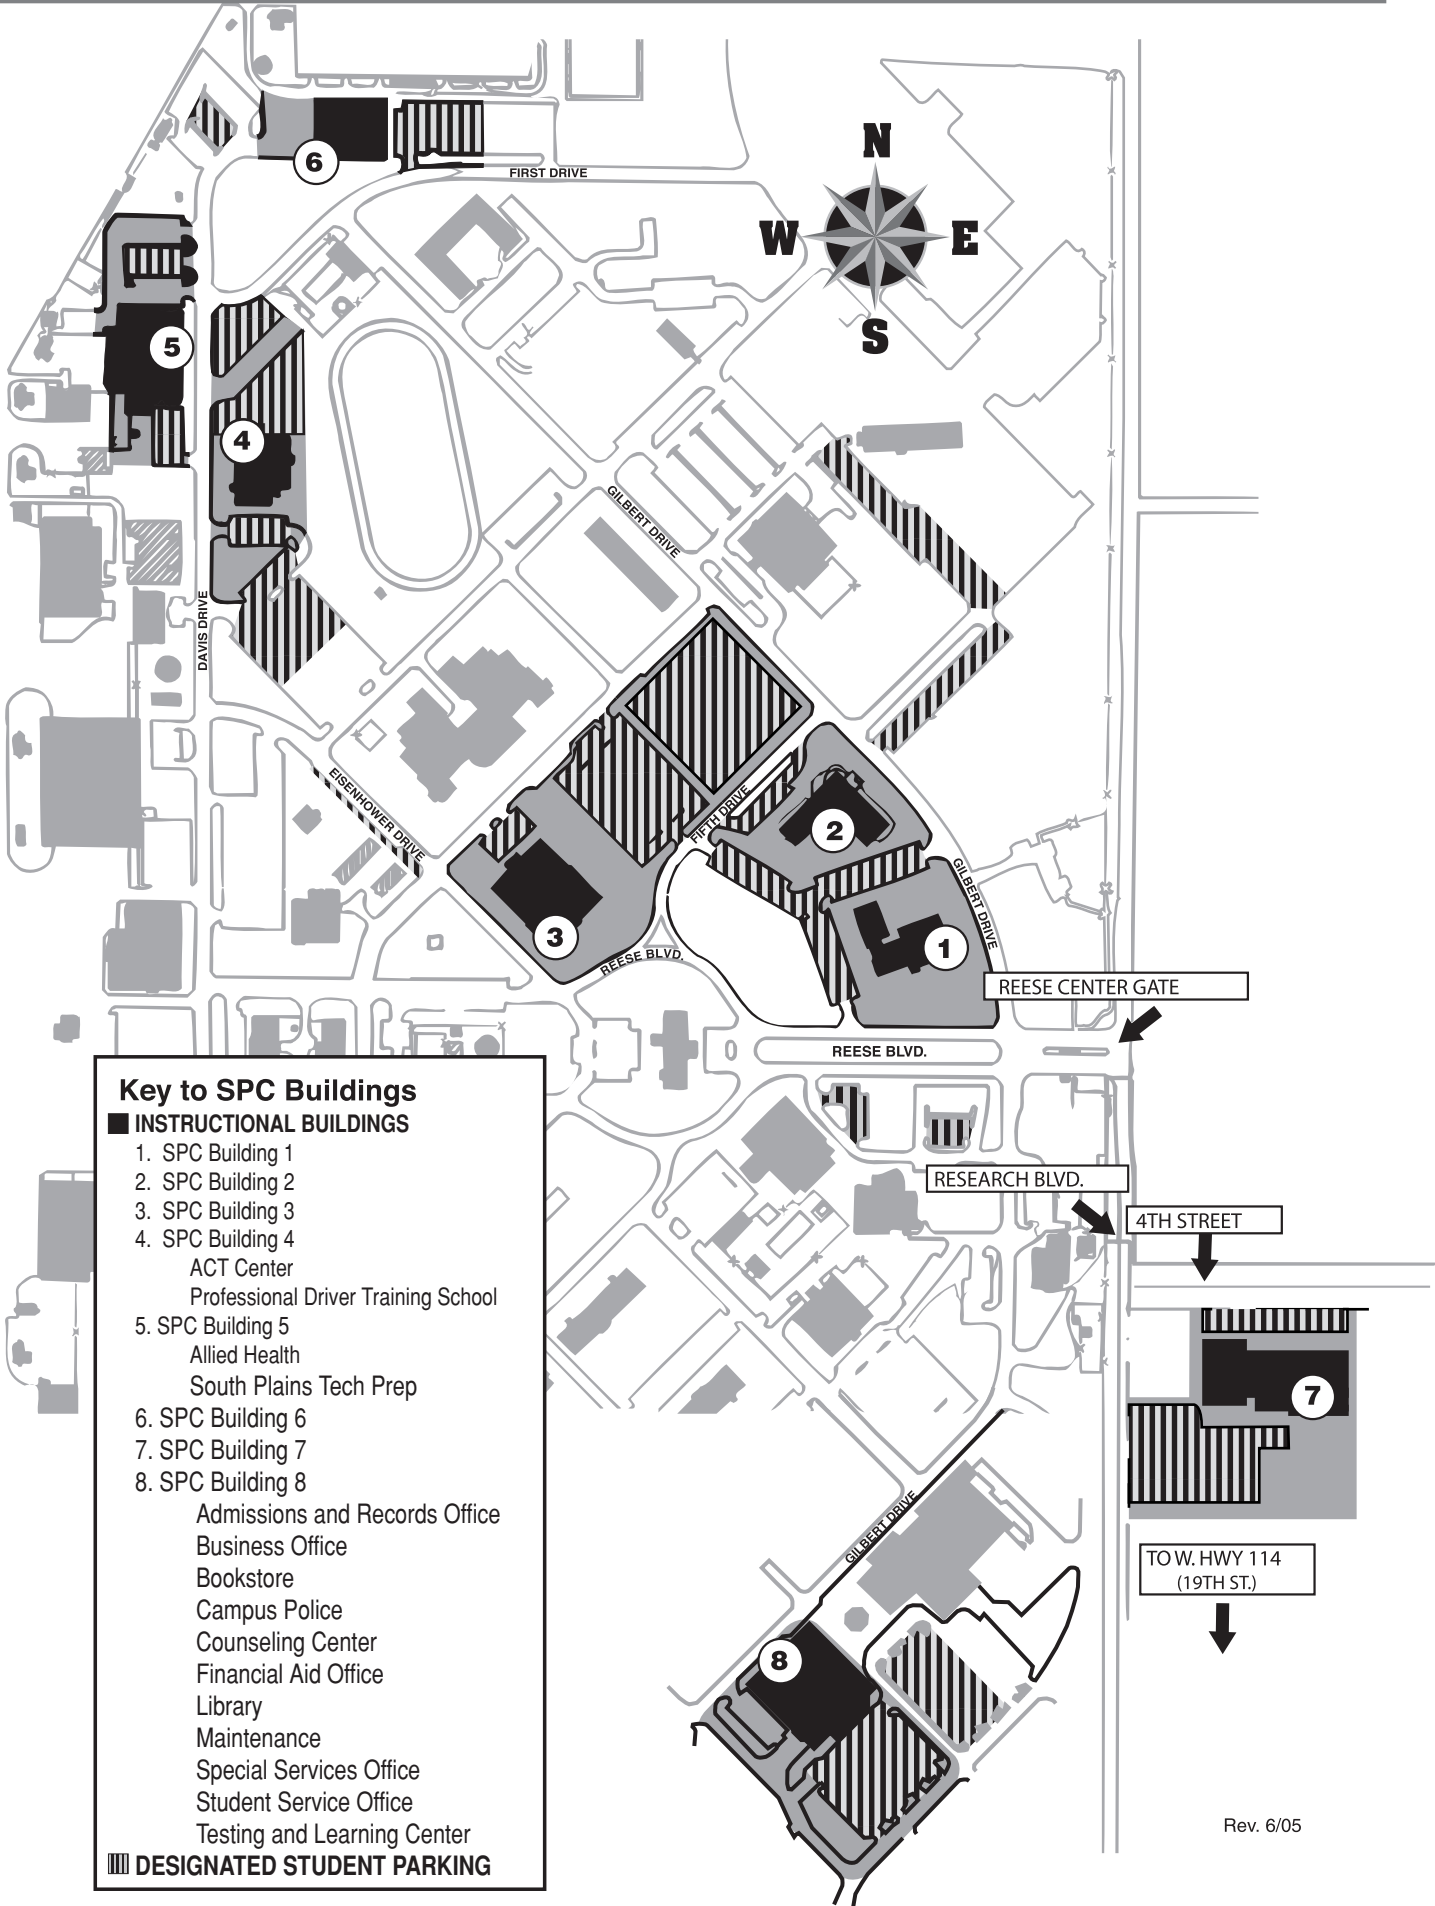 6
FIRST DRIVE
N
W
E
S
5
4
GILBERT DRIVE
DAVIS DRIVE
EISENHOWER DRIVE
FIFTH DRIVE
2
GILBERT DRIVE
3
1
REESE BLVD.
REESE CENTER GATE
REESE BLVD.
Key to SPC Buildings
INSTRUCTIONAL BUILDINGS
1. SPC Building 1
2. SPC Building 2
3. SPC Building 3
4. SPC Building 4
ACT Center
Professional Driver Training School
5. SPC Building 5
Allied Health
South Plains Tech Prep
6. SPC Building 6
7. SPC Building 7
8. SPC Building 8
Admissions and Records Office
Business Office
Bookstore
Campus Police
Counseling Center
Financial Aid Office
Library
Maintenance
Special Services Office
Student Service Office
Testing and Learning Center
DESIGNATED STUDENT PARKING
RESEARCH BLVD.
4TH STREET
7
GILBERT DRIVE
TO W. HWY 114
(19TH ST.)
8
Rev. 6/05